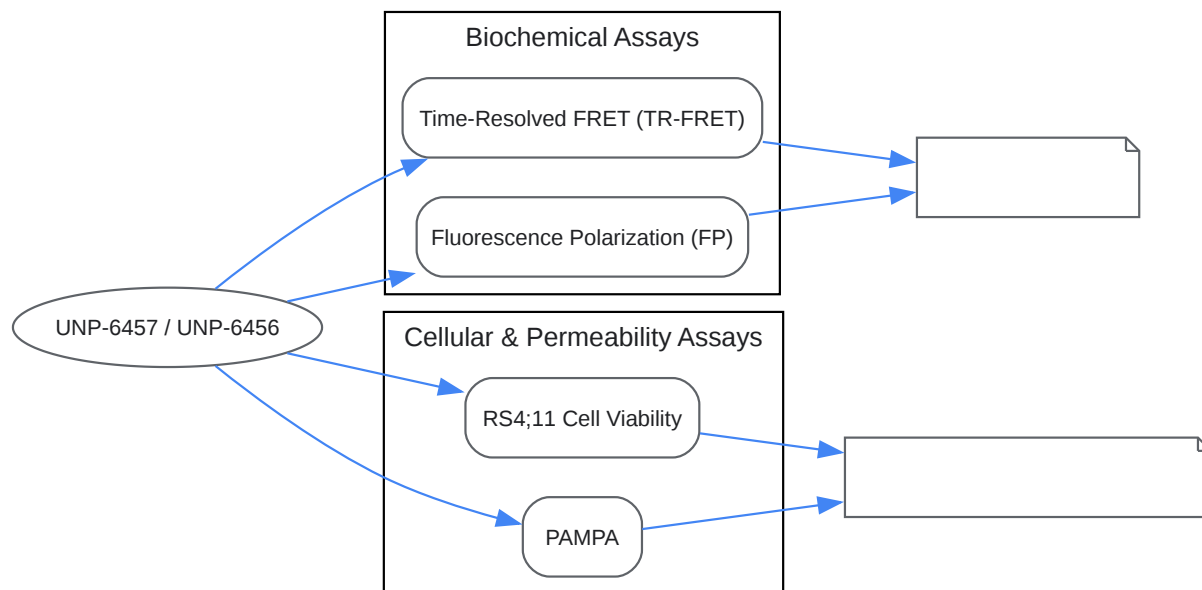 Biochemical Assays
Time-Resolved FRET (TR-FRET)
Fluorescence Polarization (FP)
UNP-6457 / UNP-6456
Cellular & Permeability Assays
RS4;11 Cell Viability
PAMPA